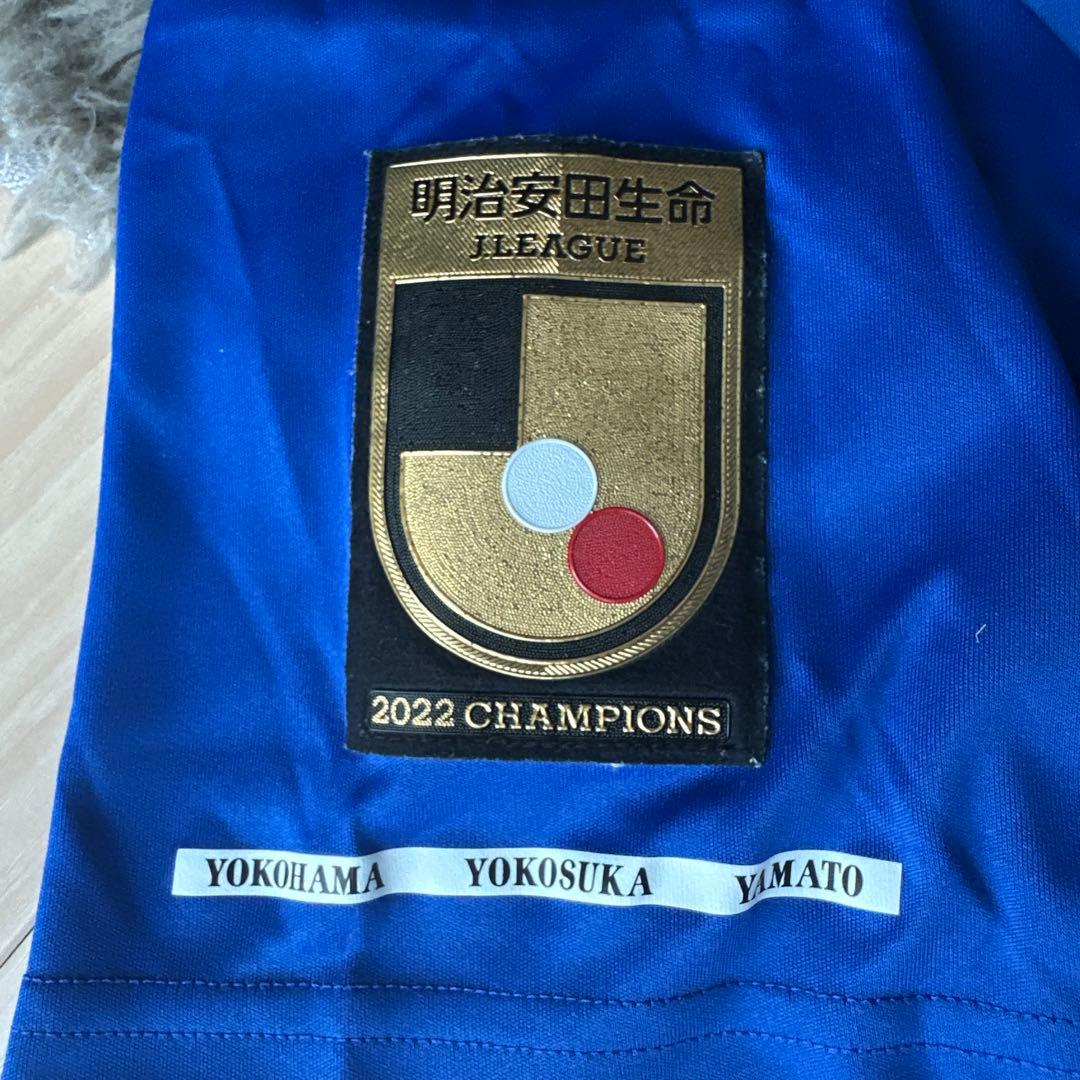 明治安田生命
J.LEAGUE
2022 CHAMPIONS
YOKOHAMA YOKOSUKA YAMATO